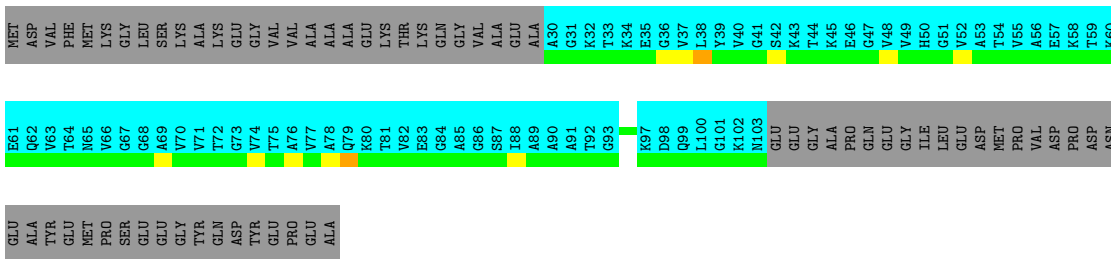 MET ASP VAL PHE MET LYS GLY LEU SER LYS ALA LYS GLU GLY VAL VAL ALA ALA ALA GLU LYS THR LYS GLN GLY VAL ALA GLU ALA A30 G31 K32 T33 K34 E35 G36 V37 L38 Y39 V40 G41 S42 K43 T44 K45 E46 G47 V48 V49 H50 G51 V52 A53 T54 V55 A56 E57 K58 T59 K60
E61 Q62 V63 T64 N65 V66 G67 G68 A69 V70 V71 T72 G73 V74 T75 A76 V77 A78 Q79 K80 T81 V82 E83 G84 A85 G86 S87 I88 A89 A90 A91 T92 G93 K97 D98 Q99 L100 G101 K102 N103 GLU GLU GLY ALA PRO GLN GLU GLY ILE LEU GLU ASP MET PRO VAL ASP PRO ASP ASN
GLU ALA TYR GLU MET PRO SER GLU GLU GLY TYR GLN ASP TYR GLU PRO GLU ALA